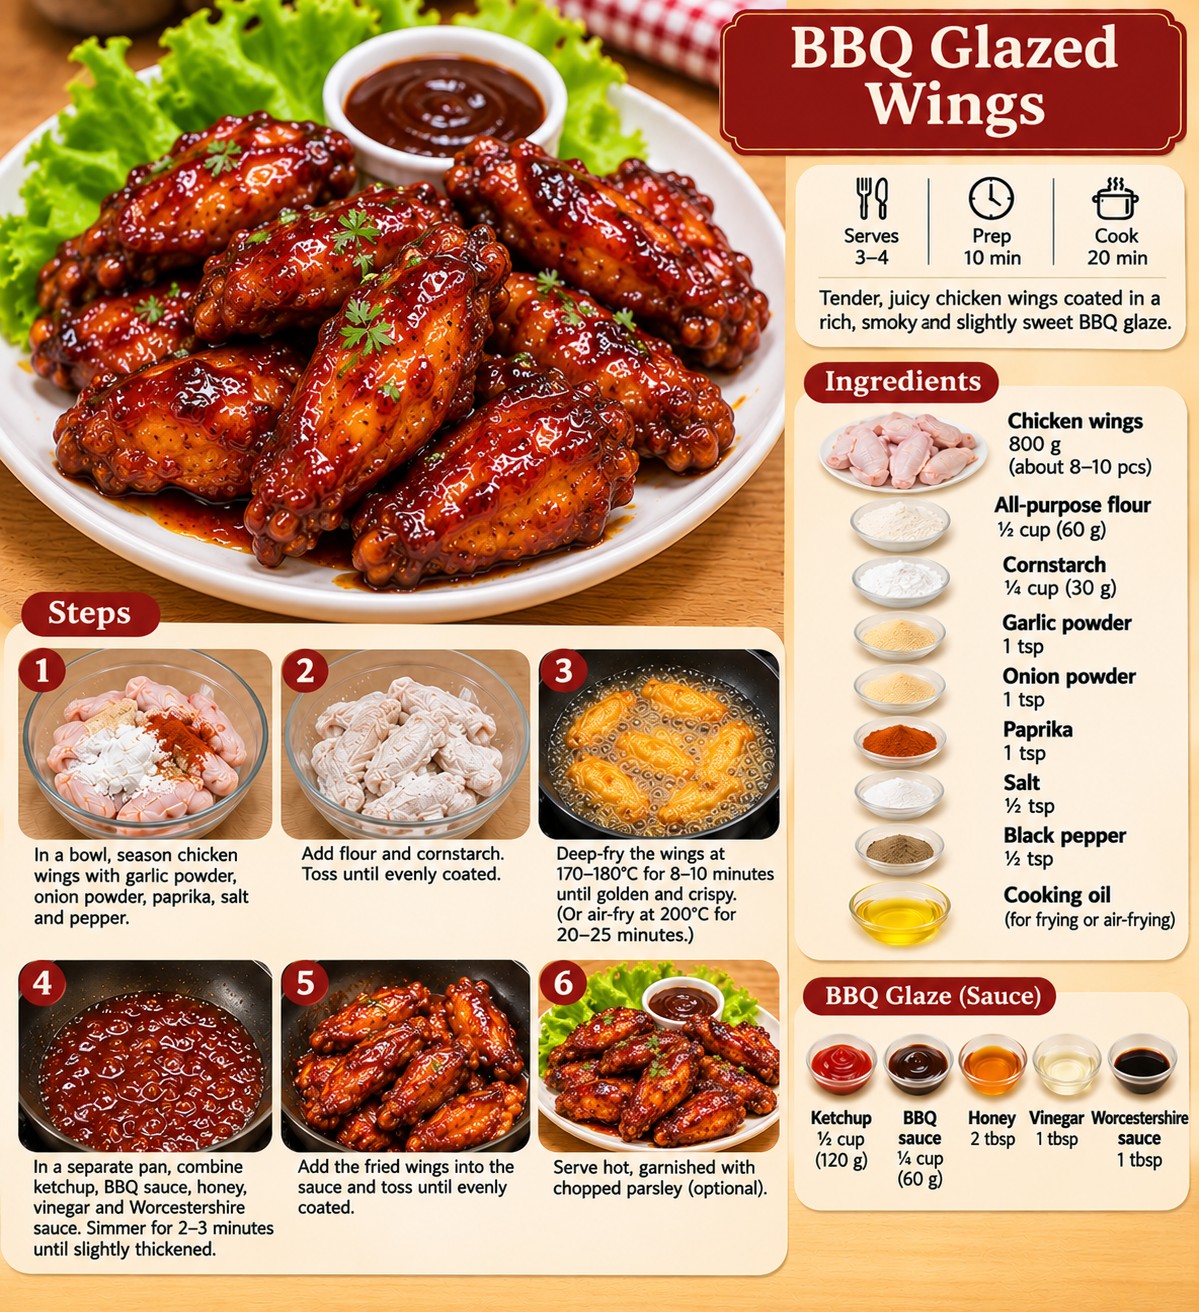 BBQ Glazed
Wings
Serves
3–4
Prep
10 min
Cook
20 min
Tender, juicy chicken wings coated in a
rich, smoky and slightly sweet BBQ glaze.
Ingredients
Chicken wings
800 g
(about 8–10 pcs)
All-purpose flour
½ cup (60 g)
Cornstarch
¼ cup (30 g)
Garlic powder
1 tsp
Onion powder
1 tsp
Paprika
1 tsp
Salt
½ tsp
Black pepper
½ tsp
Cooking oil
(for frying or air-frying)
BBQ Glaze (Sauce)
Ketchup
½ cup
(120 g)
BBQ
sauce
¼ cup
(60 g)
Honey
2 tbsp
Vinegar
1 tbsp
Worcestershire
sauce
1 tbsp
Steps
1
In a bowl, season chicken
wings with garlic powder,
onion powder, paprika, salt
and pepper.
2
Add flour and cornstarch.
Toss until evenly coated.
3
Deep-fry the wings at
170–180°C for 8–10 minutes
until golden and crispy.
(Or air-fry at 200°C for
20–25 minutes.)
4
In a separate pan, combine
ketchup, BBQ sauce, honey,
vinegar and Worcestershire
sauce. Simmer for 2–3 minutes
until slightly thickened.
5
Add the fried wings into the
sauce and toss until evenly
coated.
6
Serve hot, garnished with
chopped parsley (optional).